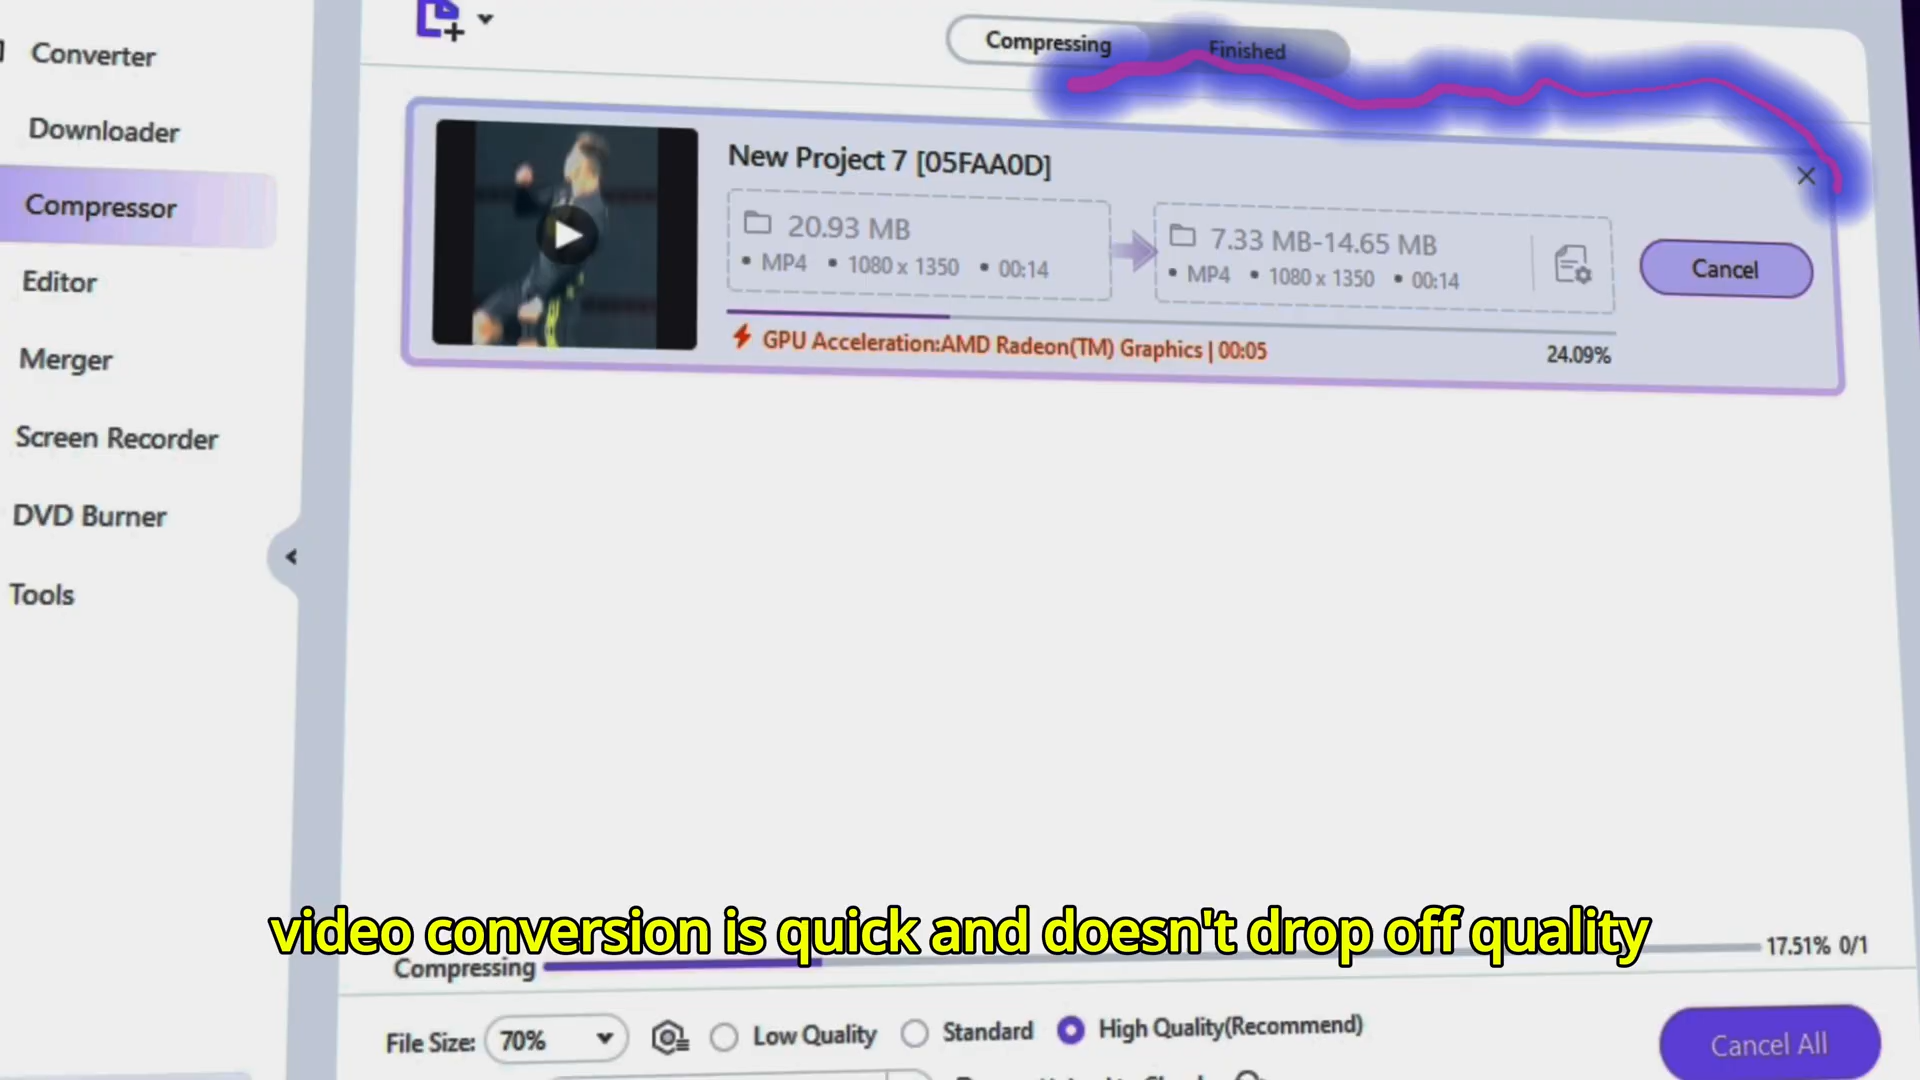 Converter
Downloader
Compressor
Editor
Merger
Screen Recorder
DVD Burner
Tools
Compressing
Finished
New Project 7 [05FAA0D]
20.93 MB
• MP4 • 1080 x 1350 • 00:14
7.33 MB-14.65 MB
• MP4 • 1080 x 1350 • 00:14
Cancel
GPU Acceleration:AMD Radeon(TM) Graphics | 00:05
24.09%
video conversion is quick and doesn't drop off quality
Compressing
17.51% 0/1
File Size: 70%
Low Quality
Standard
High Quality(Recommend)
Cancel All